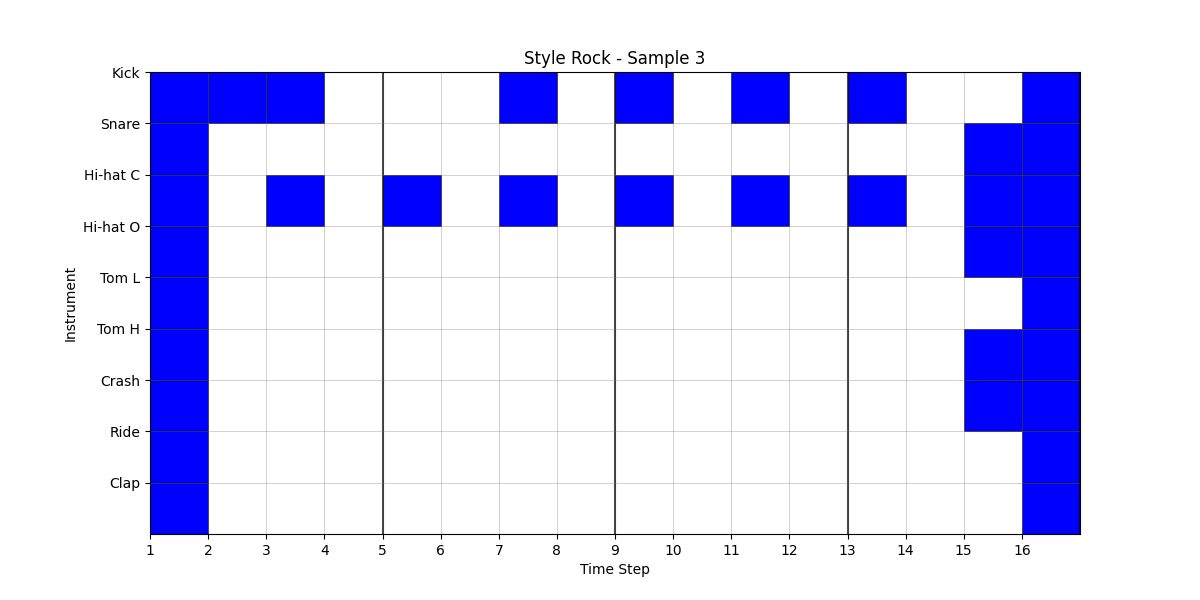 Style Rock - Sample 3
Kick
Snare
Hi-hat C
Hi-hat O
Tom L
Tom H
Crash
Ride
Clap
Instrument
1 2 3 4 5 6 7 8 9 10 11 12 13 14 15 16
Time Step